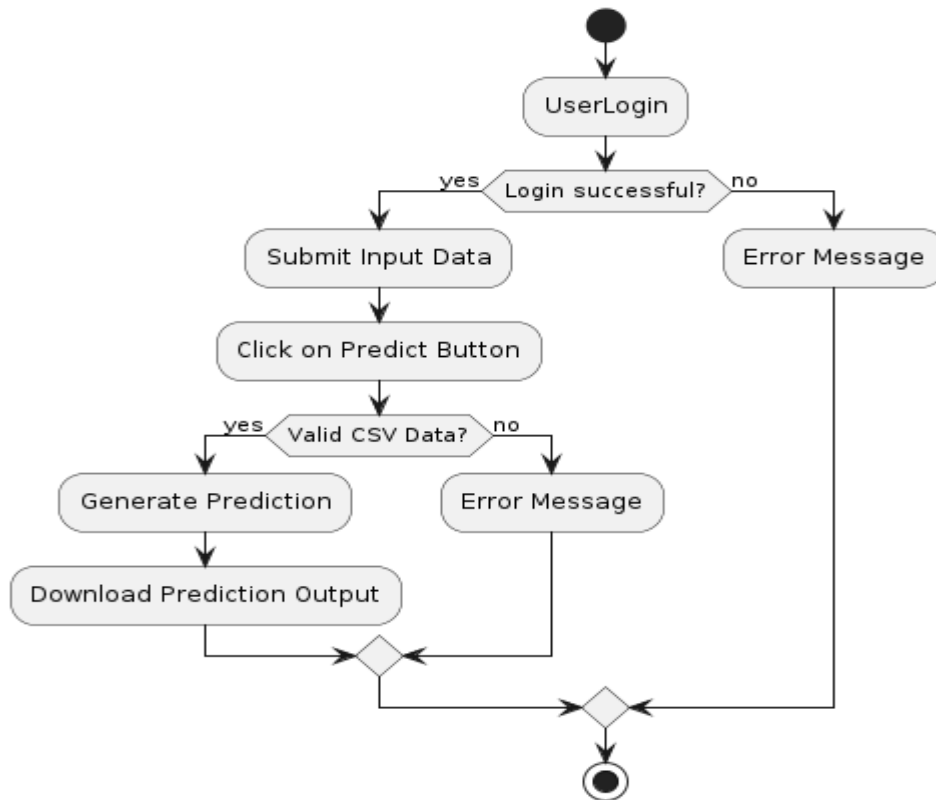 UserLogin
yes
Login successful?
no
Submit Input Data
Error Message
Click on Predict Button
yes
Valid CSV Data?
no
Generate Prediction
Error Message
Download Prediction Output